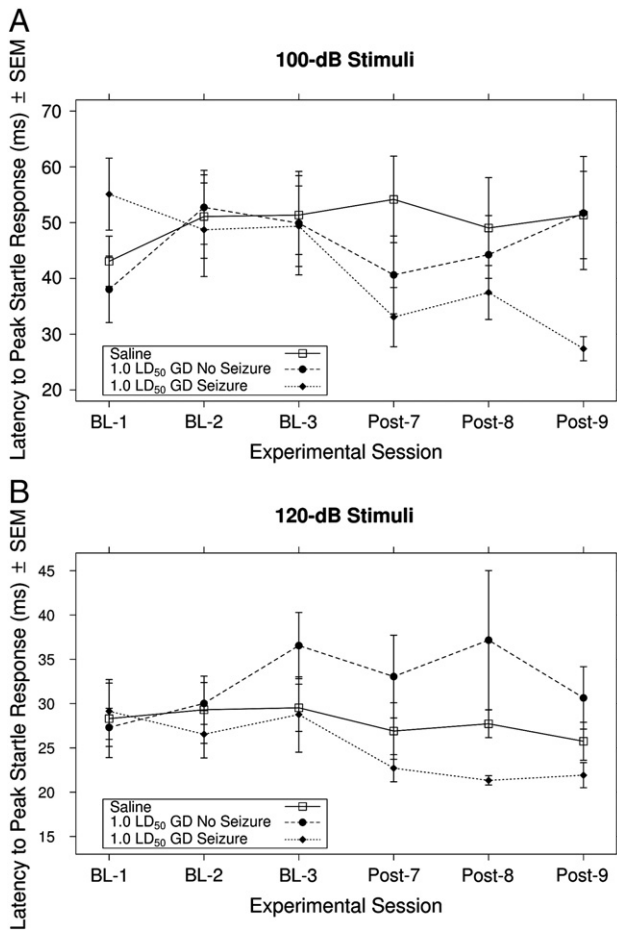 A
100-dB Stimuli
Latency to Peak Startle Response (ms) ± SEM
70
60
50
40
30
20
Saline
1.0 LD₅₀ GD No Seizure
1.0 LD₅₀ GD Seizure
BL-1 BL-2 BL-3 Post-7 Post-8 Post-9
Experimental Session
B
120-dB Stimuli
Latency to Peak Startle Response (ms) ± SEM
45
40
35
30
25
20
15
Saline
1.0 LD₅₀ GD No Seizure
1.0 LD₅₀ GD Seizure
BL-1 BL-2 BL-3 Post-7 Post-8 Post-9
Experimental Session